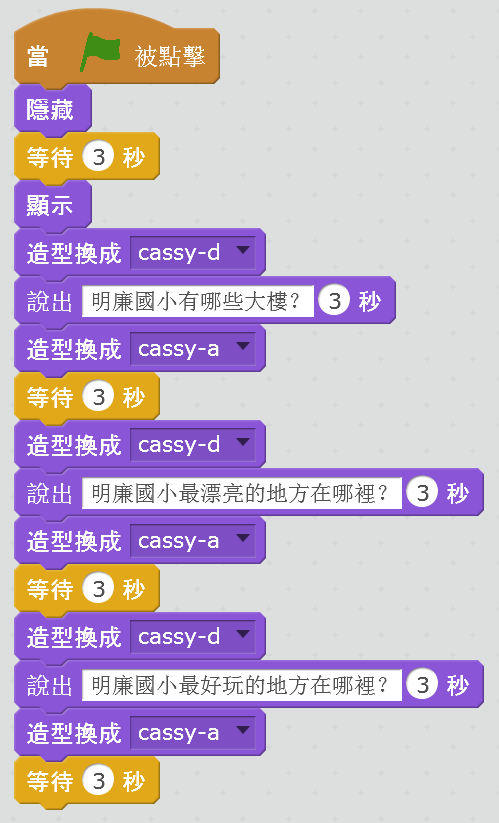 當 被點擊
隱藏
等待 3 秒
顯示
造型換成 cassy-d
說出 明廉國小有哪些大樓? 3 秒
造型換成 cassy-a
等待 3 秒
造型換成 cassy-d
說出 明廉國小最漂亮的地方在哪裡? 3 秒
造型換成 cassy-a
等待 3 秒
造型換成 cassy-d
說出 明廉國小最好玩的地方在哪裡? 3 秒
造型換成 cassy-a
等待 3 秒